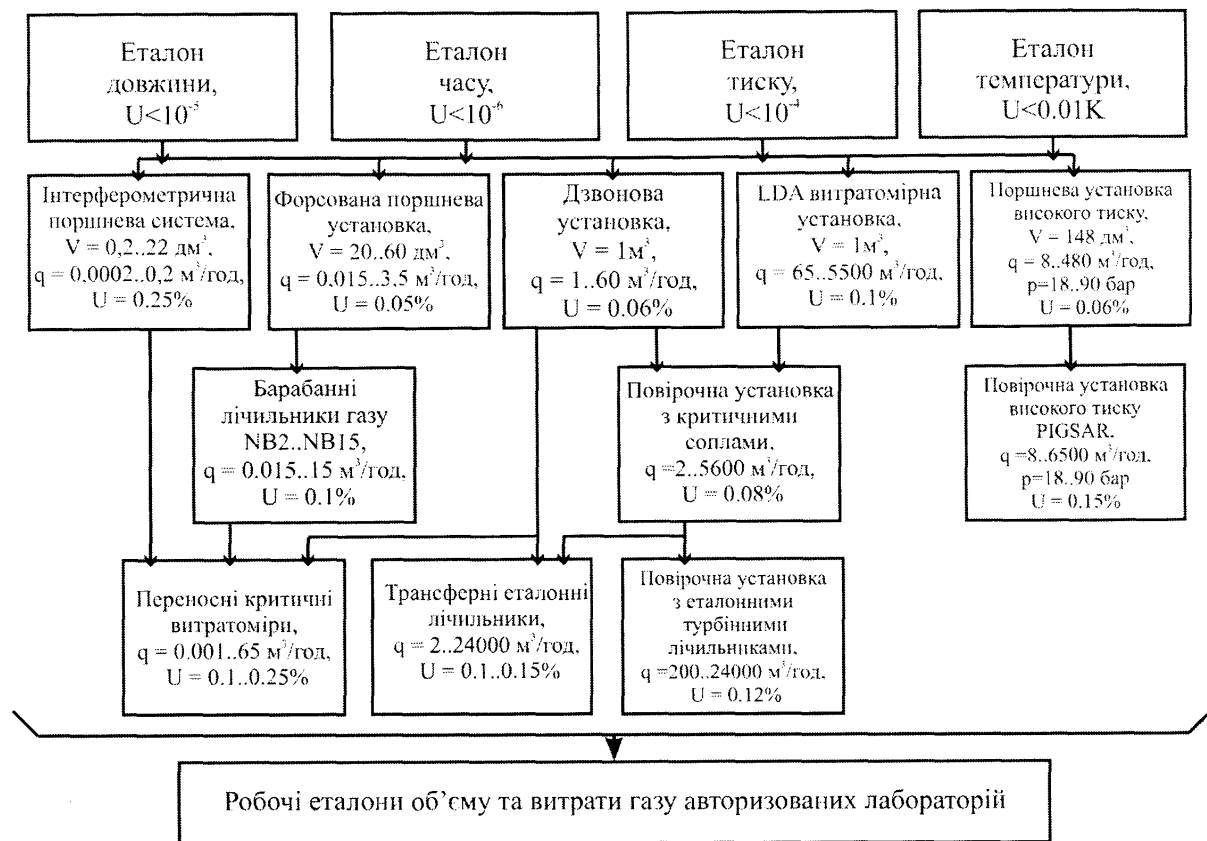 Еталон
довжини,
U<10⁻⁵
Еталон
часу,
U<10⁻⁶
Еталон
тиску,
U<10⁻⁴
Еталон
температури,
U<0.01K
Інтерферометрична
поршнева система,
V = 0,2..22 дм³,
q = 0.0002..0,2 м³/год,
U = 0.25%
Форсована поршнева
установка,
V = 20..60 дм³,
q = 0.015..3.5 м³/год,
U = 0.05%
Дзвонова
установка,
V = 1м³,
q = 1..60 м³/год,
U = 0.06%
LDA витратомірна
установка,
V = 1м³,
q = 65..5500 м³/год,
U = 0.1%
Поршнева установка
високого тиску,
V = 148 дм³,
q = 8..480 м³/год,
p=18..90 бар
U = 0.06%
Барабанні
лічильники газу
NB2..NB15,
q = 0.015..15 м³/год,
U = 0.1%
Повірочна установка
з критичними
соплами,
q =2..5600 м³/год,
U = 0.08%
Повірочна установка
високого тиску
PIGSAR,
q =8..6500 м³/год,
p=18..90 бар
U = 0.15%
Переносні критичні
витратоміри,
q = 0.001..65 м³/год,
U = 0.1..0.25%
Трансферні еталонні
лічильники,
q = 2..24000 м³/год,
U = 0.1..0.15%
Повірочна установка
з еталонними
турбінними
лічильниками,
q =200..24000 м³/год,
U = 0.12%
Робочі еталони об’єму та витрати газу авторизованих лабораторій